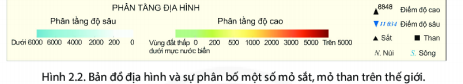 PHÂN TẦNG ĐỊA HÌNH
Phân tầng độ sâu
Phân tầng độ cao
Dưới 6000 6000 4000 2000 200 0
Vùng đất thấp dưới mực nước biển
0 200 500 1000 2000 3000 5000 Trên 5000
8848 Điểm độ cao
11 034 Điểm độ sâu
Sắt
Than
N. Núi
S. Sông
Hình 2.2. Bản đồ địa hình và sự phân bố một số mỏ sắt, mỏ than trên thế giới.